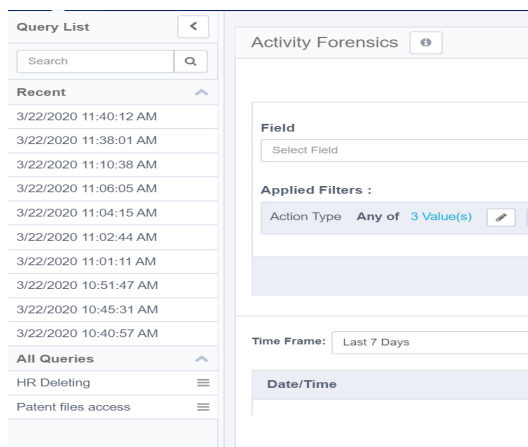 Query List
Search
Recent
3/22/2020 11:40:12 AM
3/22/2020 11:38:01 AM
3/22/2020 11:10:38 AM
3/22/2020 11:06:05 AM
3/22/2020 11:04:15 AM
3/22/2020 11:02:44 AM
3/22/2020 11:01:11 AM
3/22/2020 10:51:47 AM
3/22/2020 10:45:31 AM
3/22/2020 10:40:57 AM
All Queries
HR Deleting
Patent files access
Activity Forensics
Field
Select Field
Applied Filters :
Action Type Any of 3 Value(s)
Time Frame: Last 7 Days
Date/Time